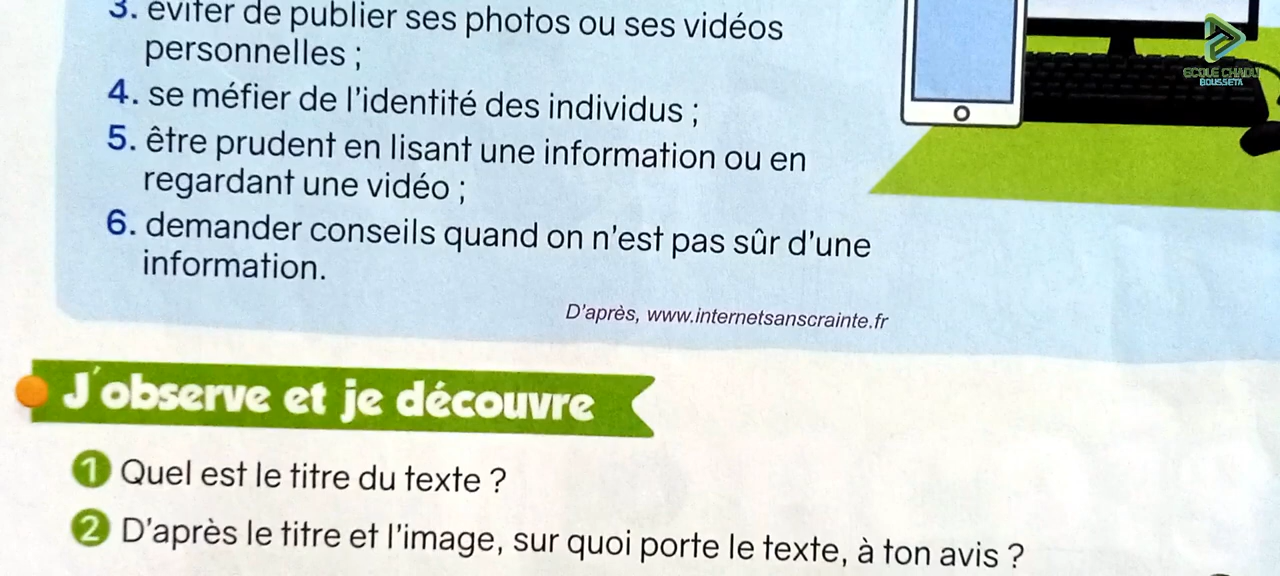 3. éviter de publier ses photos ou ses vidéos
personnelles ;
4. se méfier de l'identité des individus ;
5. être prudent en lisant une information ou en
regardant une vidéo ;
6. demander conseils quand on n'est pas sûr d'une
information.
D'après, www.internetsanscrainte.fr
ECOLE CHADLI
BOUSSETA
J'observe et je découvre
1 Quel est le titre du texte ?
2 D'après le titre et l'image, sur quoi porte le texte, à ton avis ?